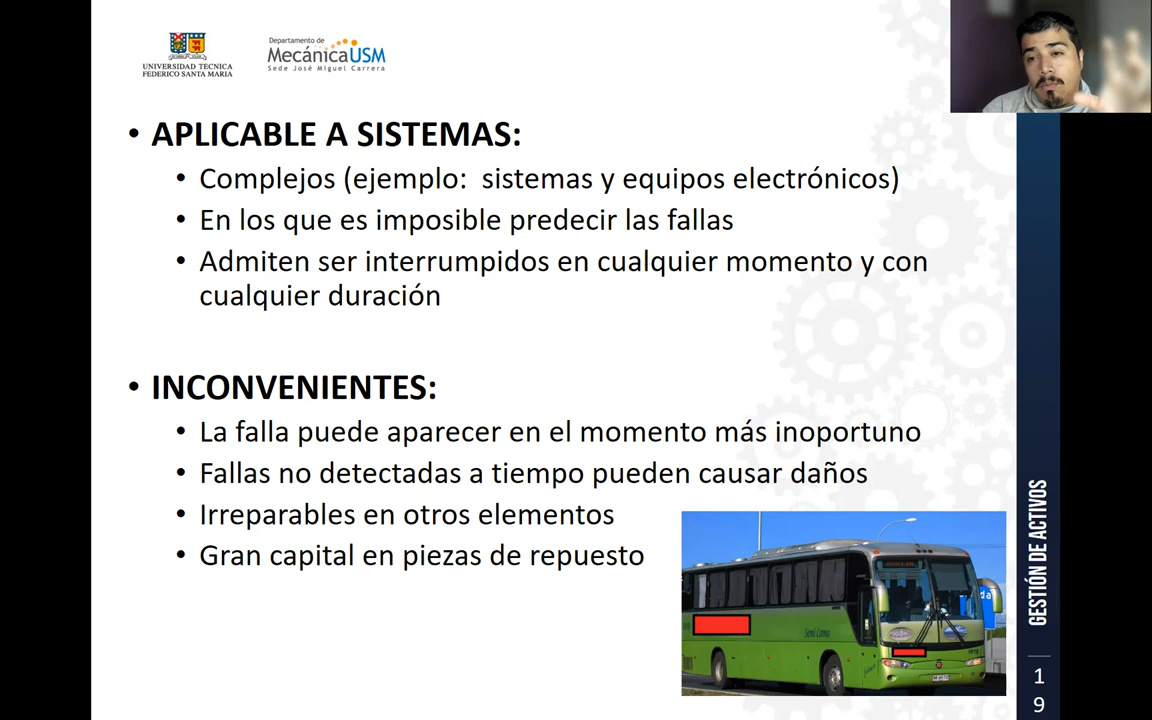 UNIVERSIDAD TECNICA
FEDERICO SANTA MARIA
Departamento de
MecánicaUSM
Sede José Miguel Carrera
• APLICABLE A SISTEMAS:
• Complejos (ejemplo: sistemas y equipos electrónicos)
• En los que es imposible predecir las fallas
• Admiten ser interrumpidos en cualquier momento y con
cualquier duración
• INCONVENIENTES:
• La falla puede aparecer en el momento más inoportuno
• Fallas no detectadas a tiempo pueden causar daños
• Irreparables en otros elementos
• Gran capital en piezas de repuesto
Semi Cama
da
GESTIÓN DE ACTIVOS
1
9